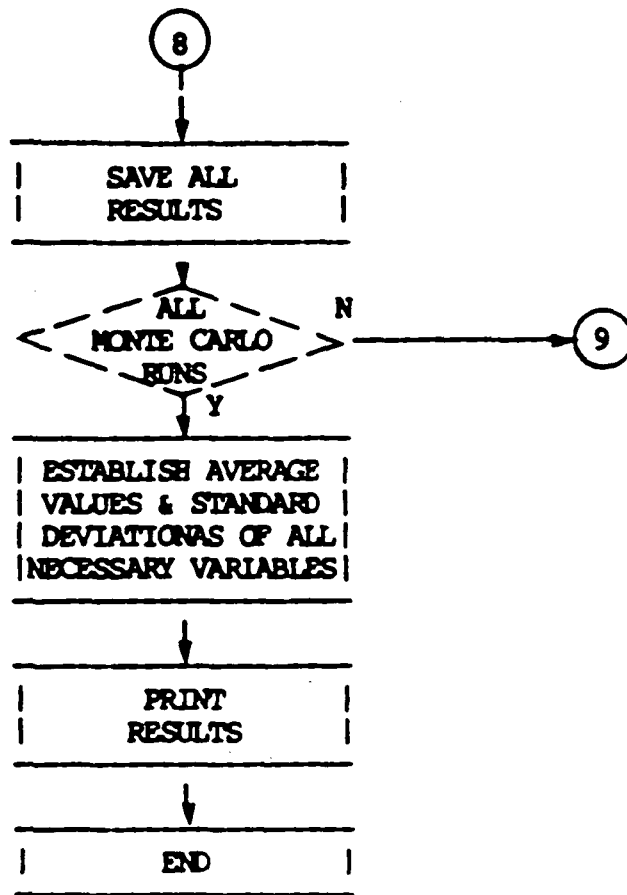 8
SAVE ALL
RESULTS
ALL
MONTE CARLO
RUNS
N
9
Y
ESTABLISH AVERAGE
VALUES & STANDARD
DEVIATIONAS OF ALL
NECESSARY VARIABLES
PRINT
RESULTS
END